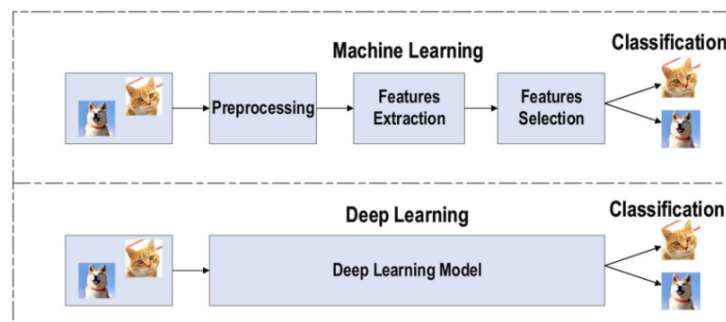 Machine Learning
Classification
Preprocessing
Features
Extraction
Features
Selection
Deep Learning
Classification
Deep Learning Model